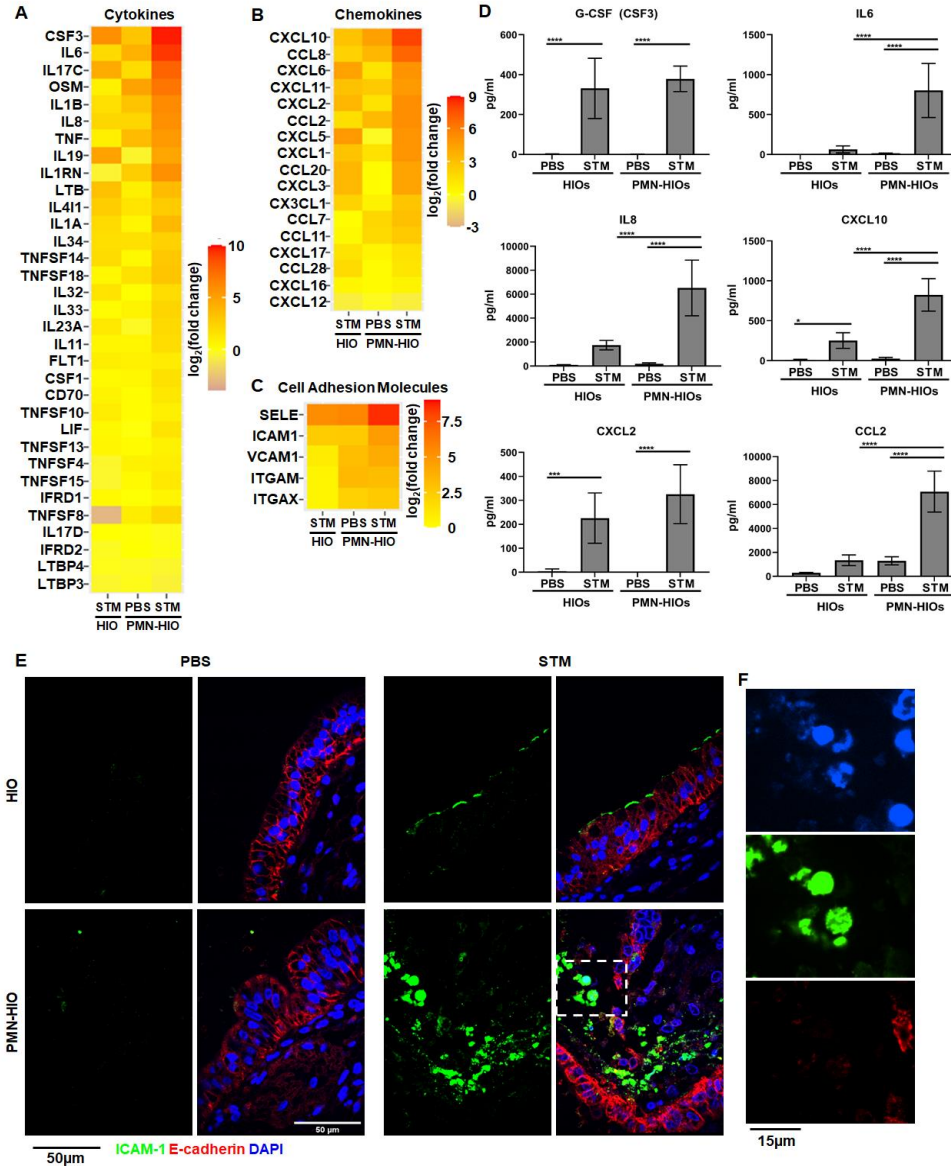 A
Cytokines
CSF3
IL6
IL17C
OSM
IL1B
IL8
TNF
IL19
IL1RN
LTB
IL4I1
IL1A
IL34
TNFSF14
TNFSF18
IL32
IL33
IL23A
IL11
FLT1
CSF1
CD70
TNFSF10
LIF
TNFSF13
TNFSF4
TNFSF15
IFRD1
TNFSF8
IL17D
IFRD2
LTBP4
LTBP3
STM PBS STM
HIO PMN-HIO
10
5
0
log2(fold change)
B
Chemokines
CXCL10
CCL8
CXCL6
CXCL11
CXCL2
CCL2
CXCL5
CXCL1
CCL20
CXCL3
CX3CL1
CCL7
CCL11
CXCL17
CCL28
CXCL16
CXCL12
STM PBS STM
HIO PMN-HIO
9
6
3
0
-3
log2(fold change)
C
Cell Adhesion Molecules
SELE
ICAM1
VCAM1
ITGAM
ITGAX
STM PBS STM
HIO PMN-HIO
7.5
5
2.5
0
log2(fold change)
D
G-CSF (CSF3)
pg/ml
600
400
200
0
****
****
PBS STM PBS STM
HIOs PMN-HIOs
IL6
pg/ml
1500
1000
500
0
****
****
PBS STM PBS STM
HIOs PMN-HIOs
IL8
pg/ml
10000
8000
6000
4000
2000
0
****
****
PBS STM PBS STM
HIOs PMN-HIOs
CXCL10
pg/ml
1500
1000
500
0
****
****
*
PBS STM PBS STM
HIOs PMN-HIOs
CXCL2
pg/ml
500
400
300
200
100
0
***
****
PBS STM PBS STM
HIOs PMN-HIOs
CCL2
pg/ml
10000
8000
6000
4000
2000
0
****
****
PBS STM PBS STM
HIOs PMN-HIOs
E
PBS STM
HIO
PMN-HIO
50 µm
50µm
ICAM-1 E-cadherin DAPI
F
15µm